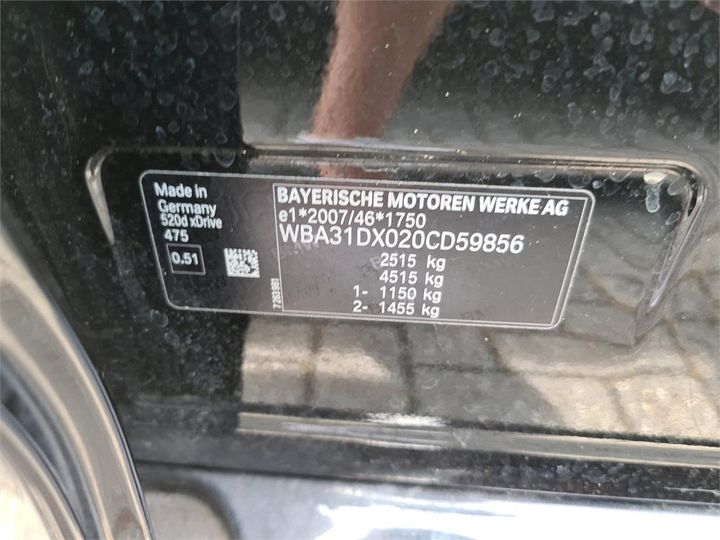 Made in
Germany
520d xDrive
475
0.51
7283981
BAYERISCHE MOTOREN WERKE AG
e1*2007/46*1750
WBA31DX020CD59856
2515 kg
4515 kg
1- 1150 kg
2- 1455 kg